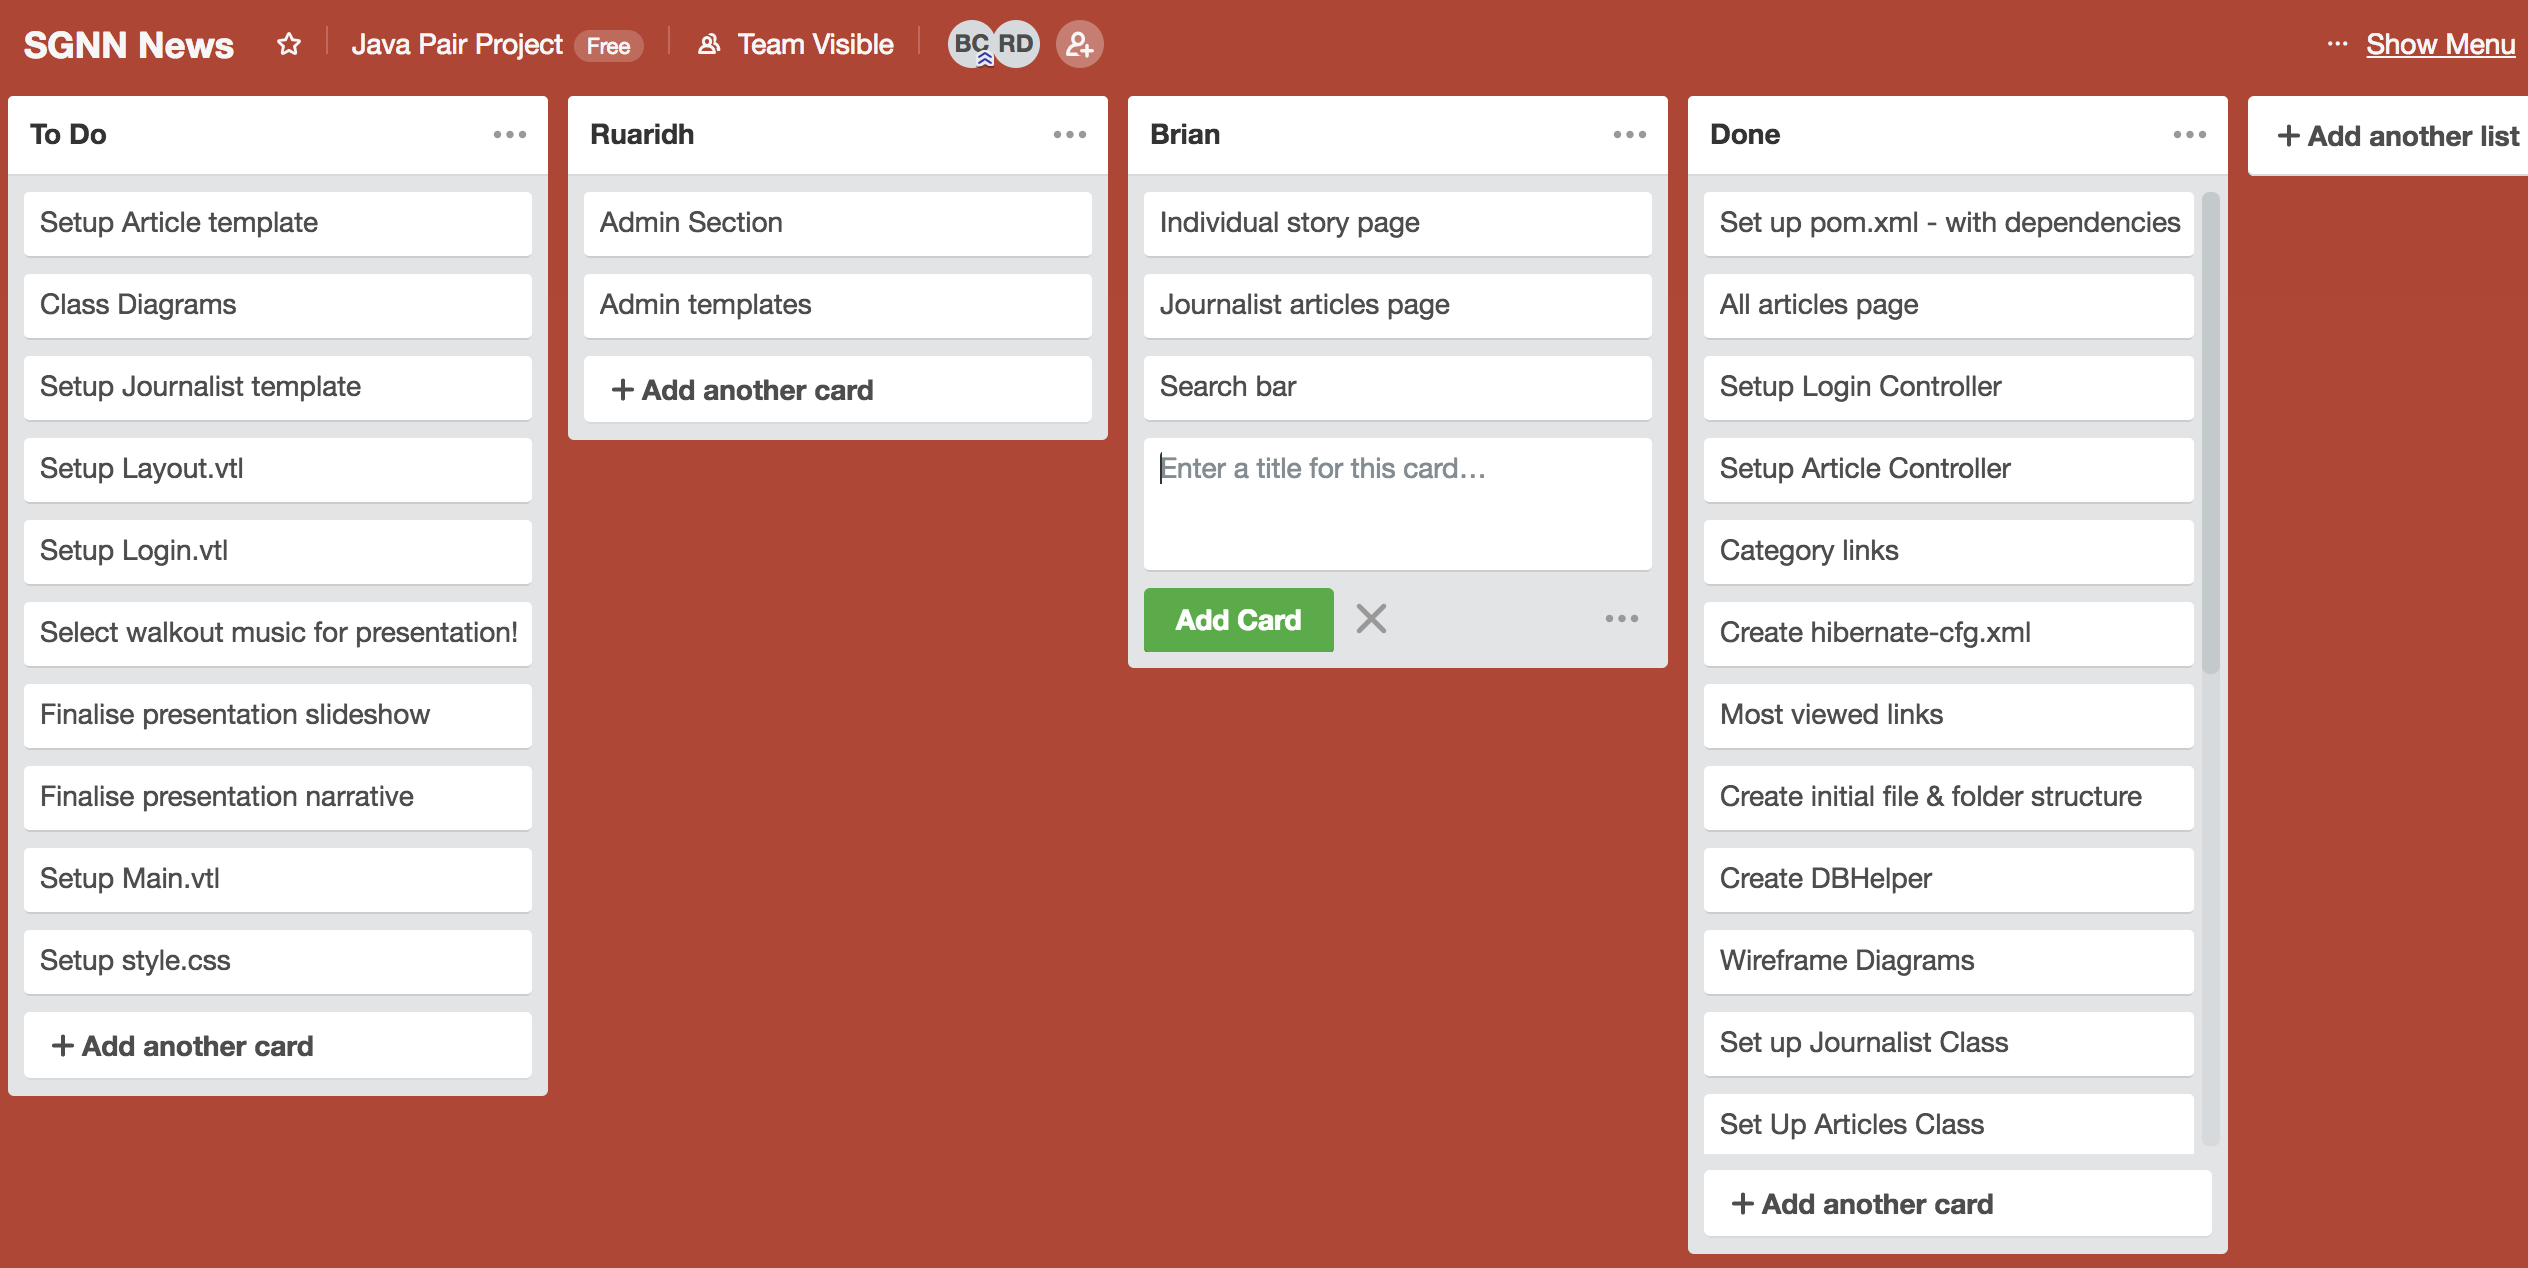 SGNN News
Java Pair Project Free
Team Visible
BC RD
Show Menu
To Do
Setup Article template
Class Diagrams
Setup Journalist template
Setup Layout.vtl
Setup Login.vtl
Select walkout music for presentation!
Finalise presentation slideshow
Finalise presentation narrative
Setup Main.vtl
Setup style.css
+ Add another card
Ruaridh
Admin Section
Admin templates
+ Add another card
Brian
Individual story page
Journalist articles page
Search bar
Enter a title for this card…
Add Card
Done
Set up pom.xml - with dependencies
All articles page
Setup Login Controller
Setup Article Controller
Category links
Create hibernate-cfg.xml
Most viewed links
Create initial file & folder structure
Create DBHelper
Wireframe Diagrams
Set up Journalist Class
Set Up Articles Class
+ Add another card
+ Add another list